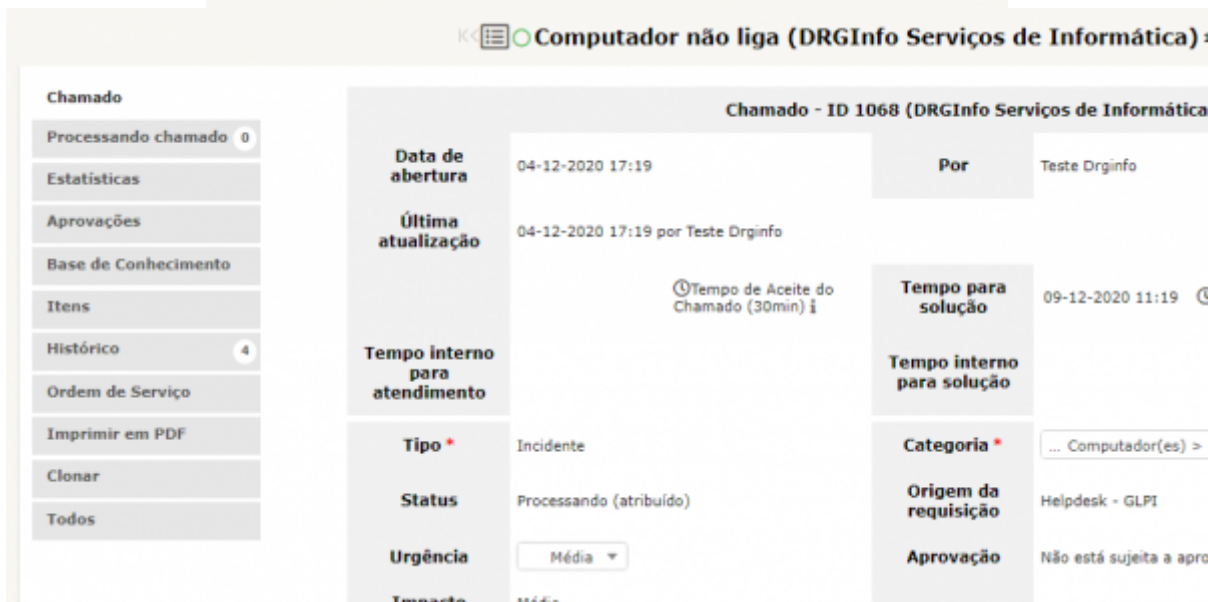 Computador não liga (DRGInfo Serviços de Informática)
Chamado
Processando chamado 0
Estatísticas
Aprovações
Base de Conhecimento
Itens
Histórico 4
Ordem de Serviço
Imprimir em PDF
Clonar
Todos
Chamado - ID 1068 (DRGInfo Serviços de Informática
Data de
abertura
04-12-2020 17:19
Por
Teste Drginfo
Última
atualização
04-12-2020 17:19 por Teste Drginfo
Tempo de Aceite do
Chamado (30min)
Tempo para
solução
09-12-2020 11:19
Tempo interno
para
atendimento
Tempo interno
para solução
Tipo *
Incidente
Categoria *
... Computador(es) >
Status
Processando (atribuído)
Origem da
requisição
Helpdesk - GLPI
Urgência
Média
Aprovação
Não está sujeita a apro
Impacto
Média